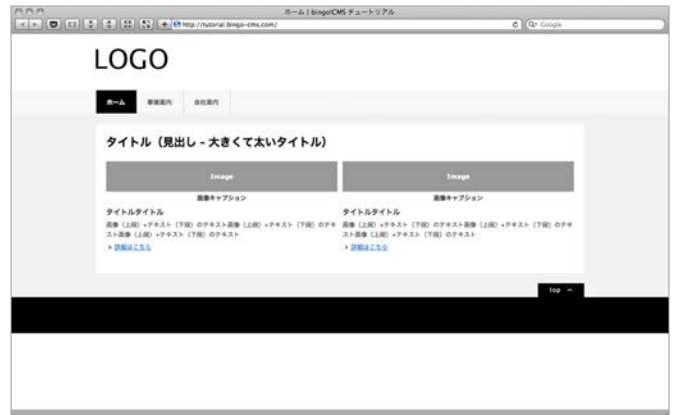 ホーム | bingo!CMS チュートリアル
http://tutorial.bingo-cms.com/
Google
LOGO
ホーム 事業案内 会社案内
タイトル（見出し - 大きくて太いタイトル）
Image Image
画像キャプション 画像キャプション
タイトルタイトル
画像（上段）+テキスト（下段）のテキスト画像（上段）+テキスト（下段）のテキ
スト画像（上段）+テキスト（下段）のテキスト
▸ 詳細はこちら
タイトルタイトル
画像（上段）+テキスト（下段）のテキスト画像（上段）+テキスト（下段）のテキ
スト画像（上段）+テキスト（下段）のテキスト
▸ 詳細はこちら
top